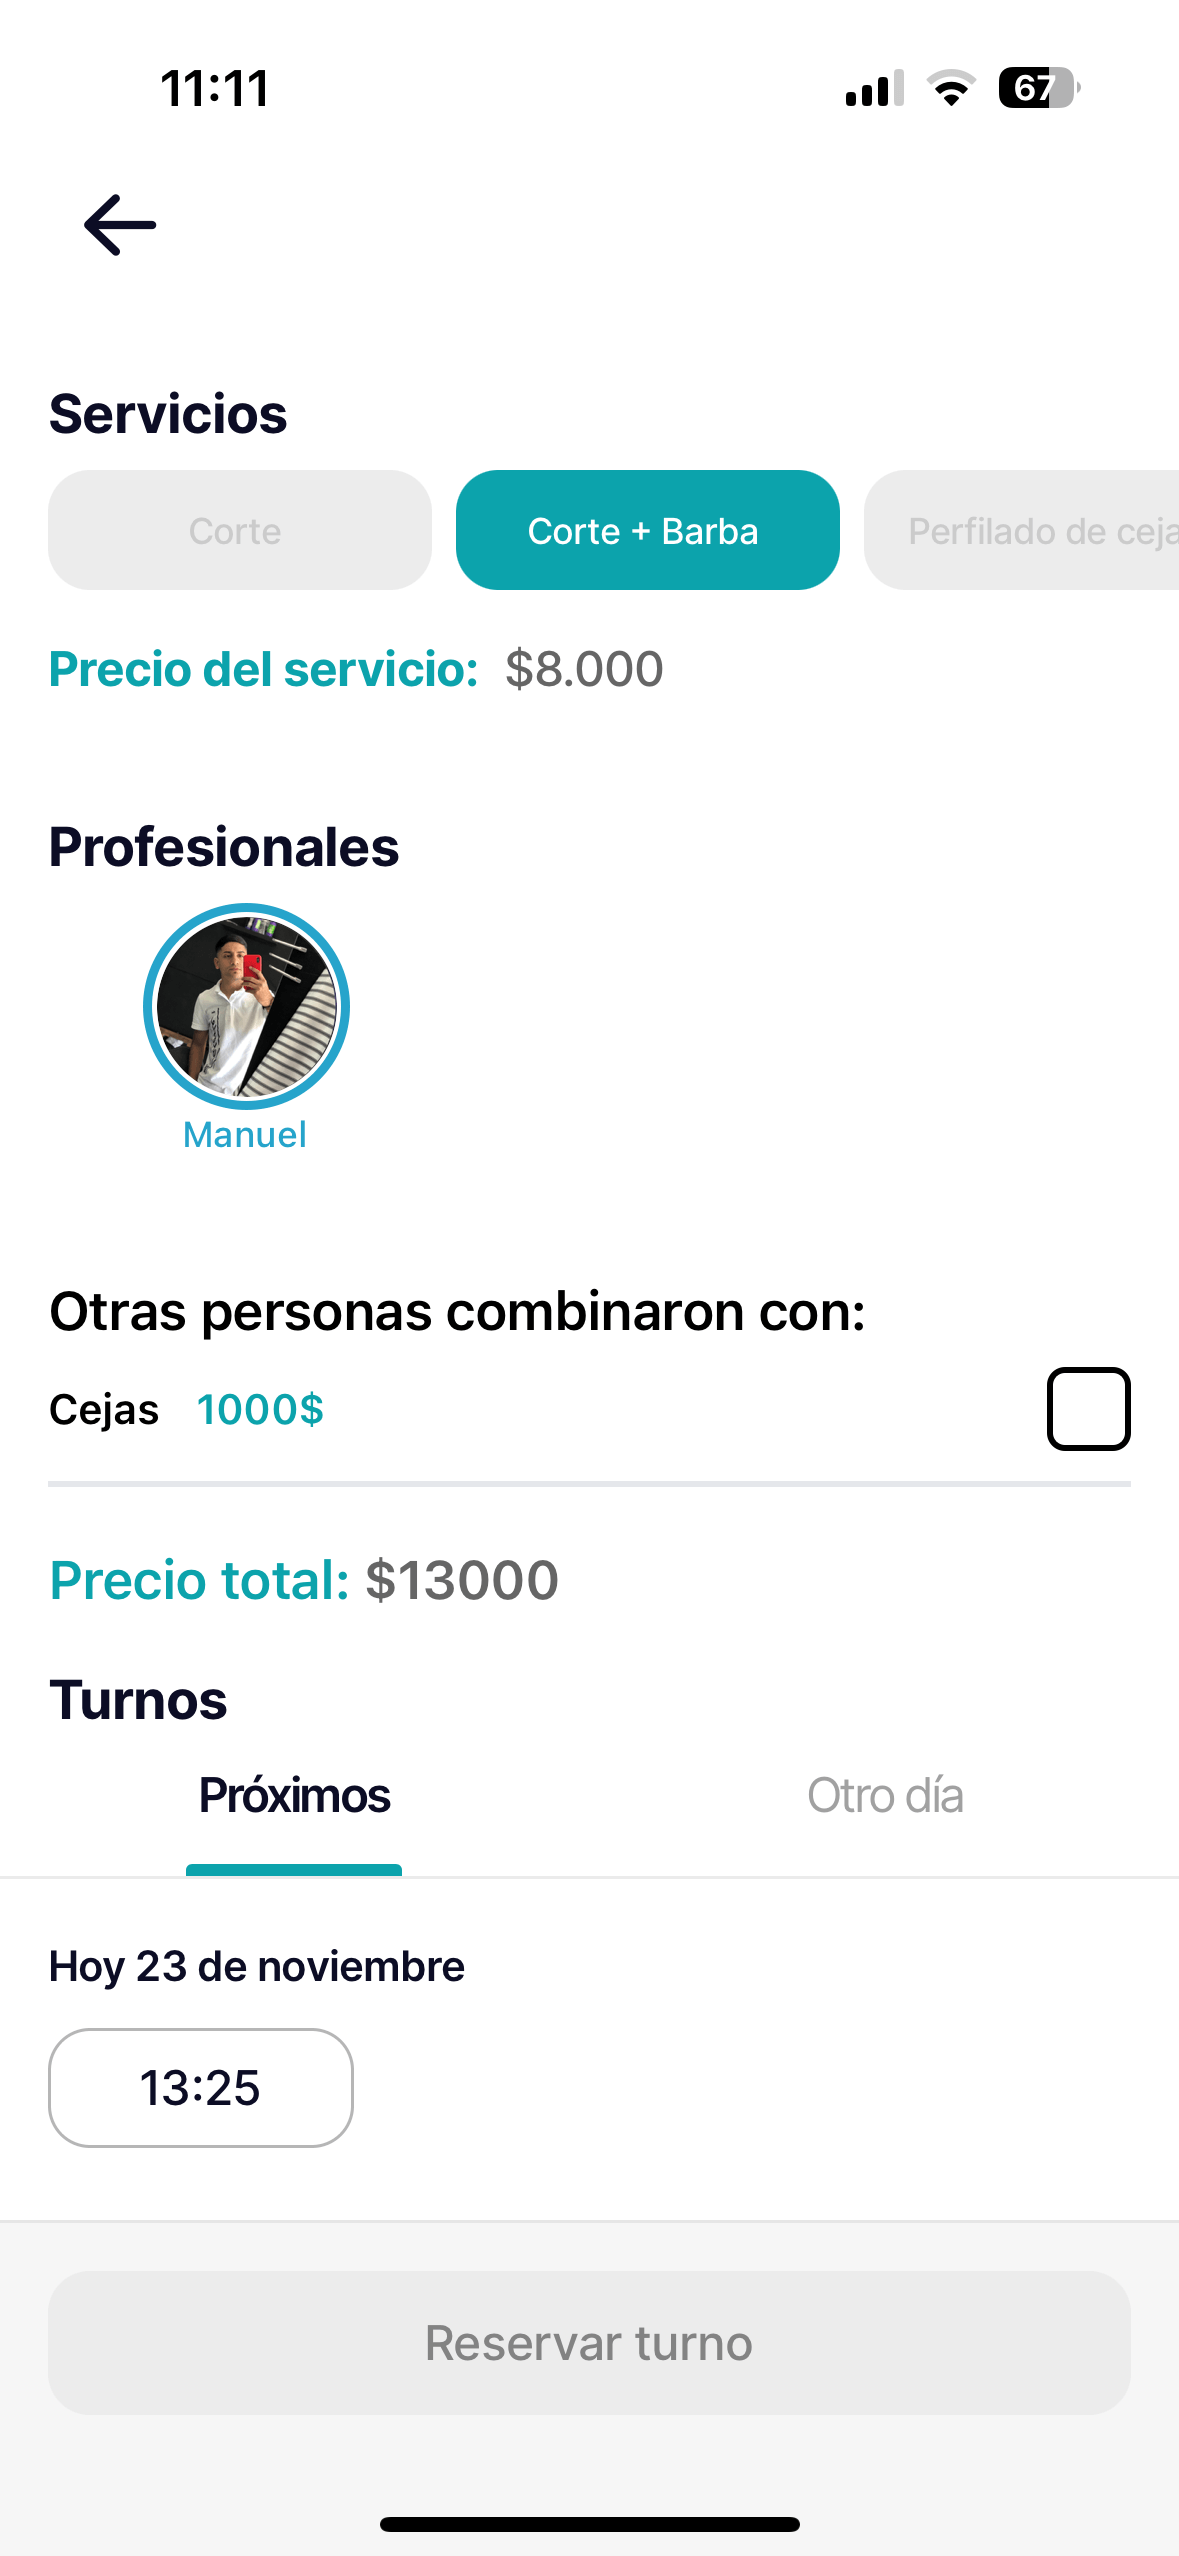 11:11
67
Servicios
Corte
Corte + Barba
Perfilado de ceja
Precio del servicio: $8.000
Profesionales
Manuel
Otras personas combinaron con:
Cejas 1000$
Precio total: $13000
Turnos
Próximos
Otro día
Hoy 23 de noviembre
13:25
Reservar turno